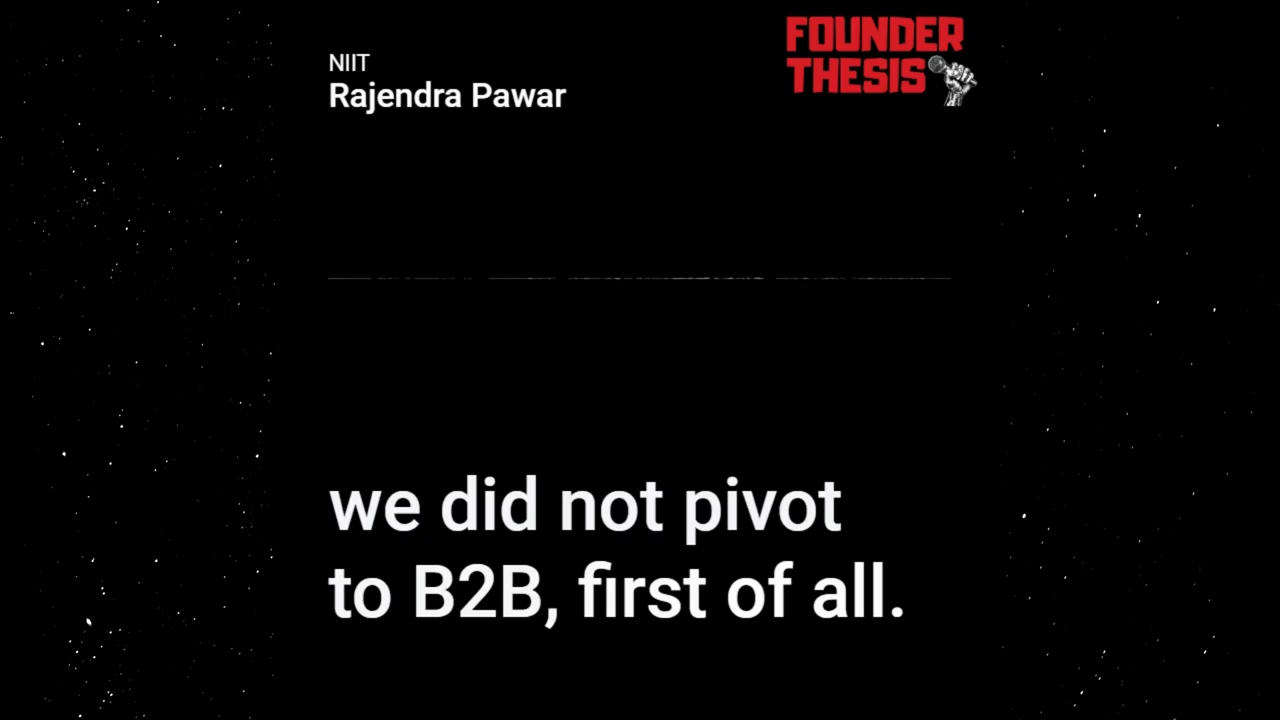 NIIT
Rajendra Pawar
FOUNDER
THESIS
we did not pivot
to B2B, first of all.